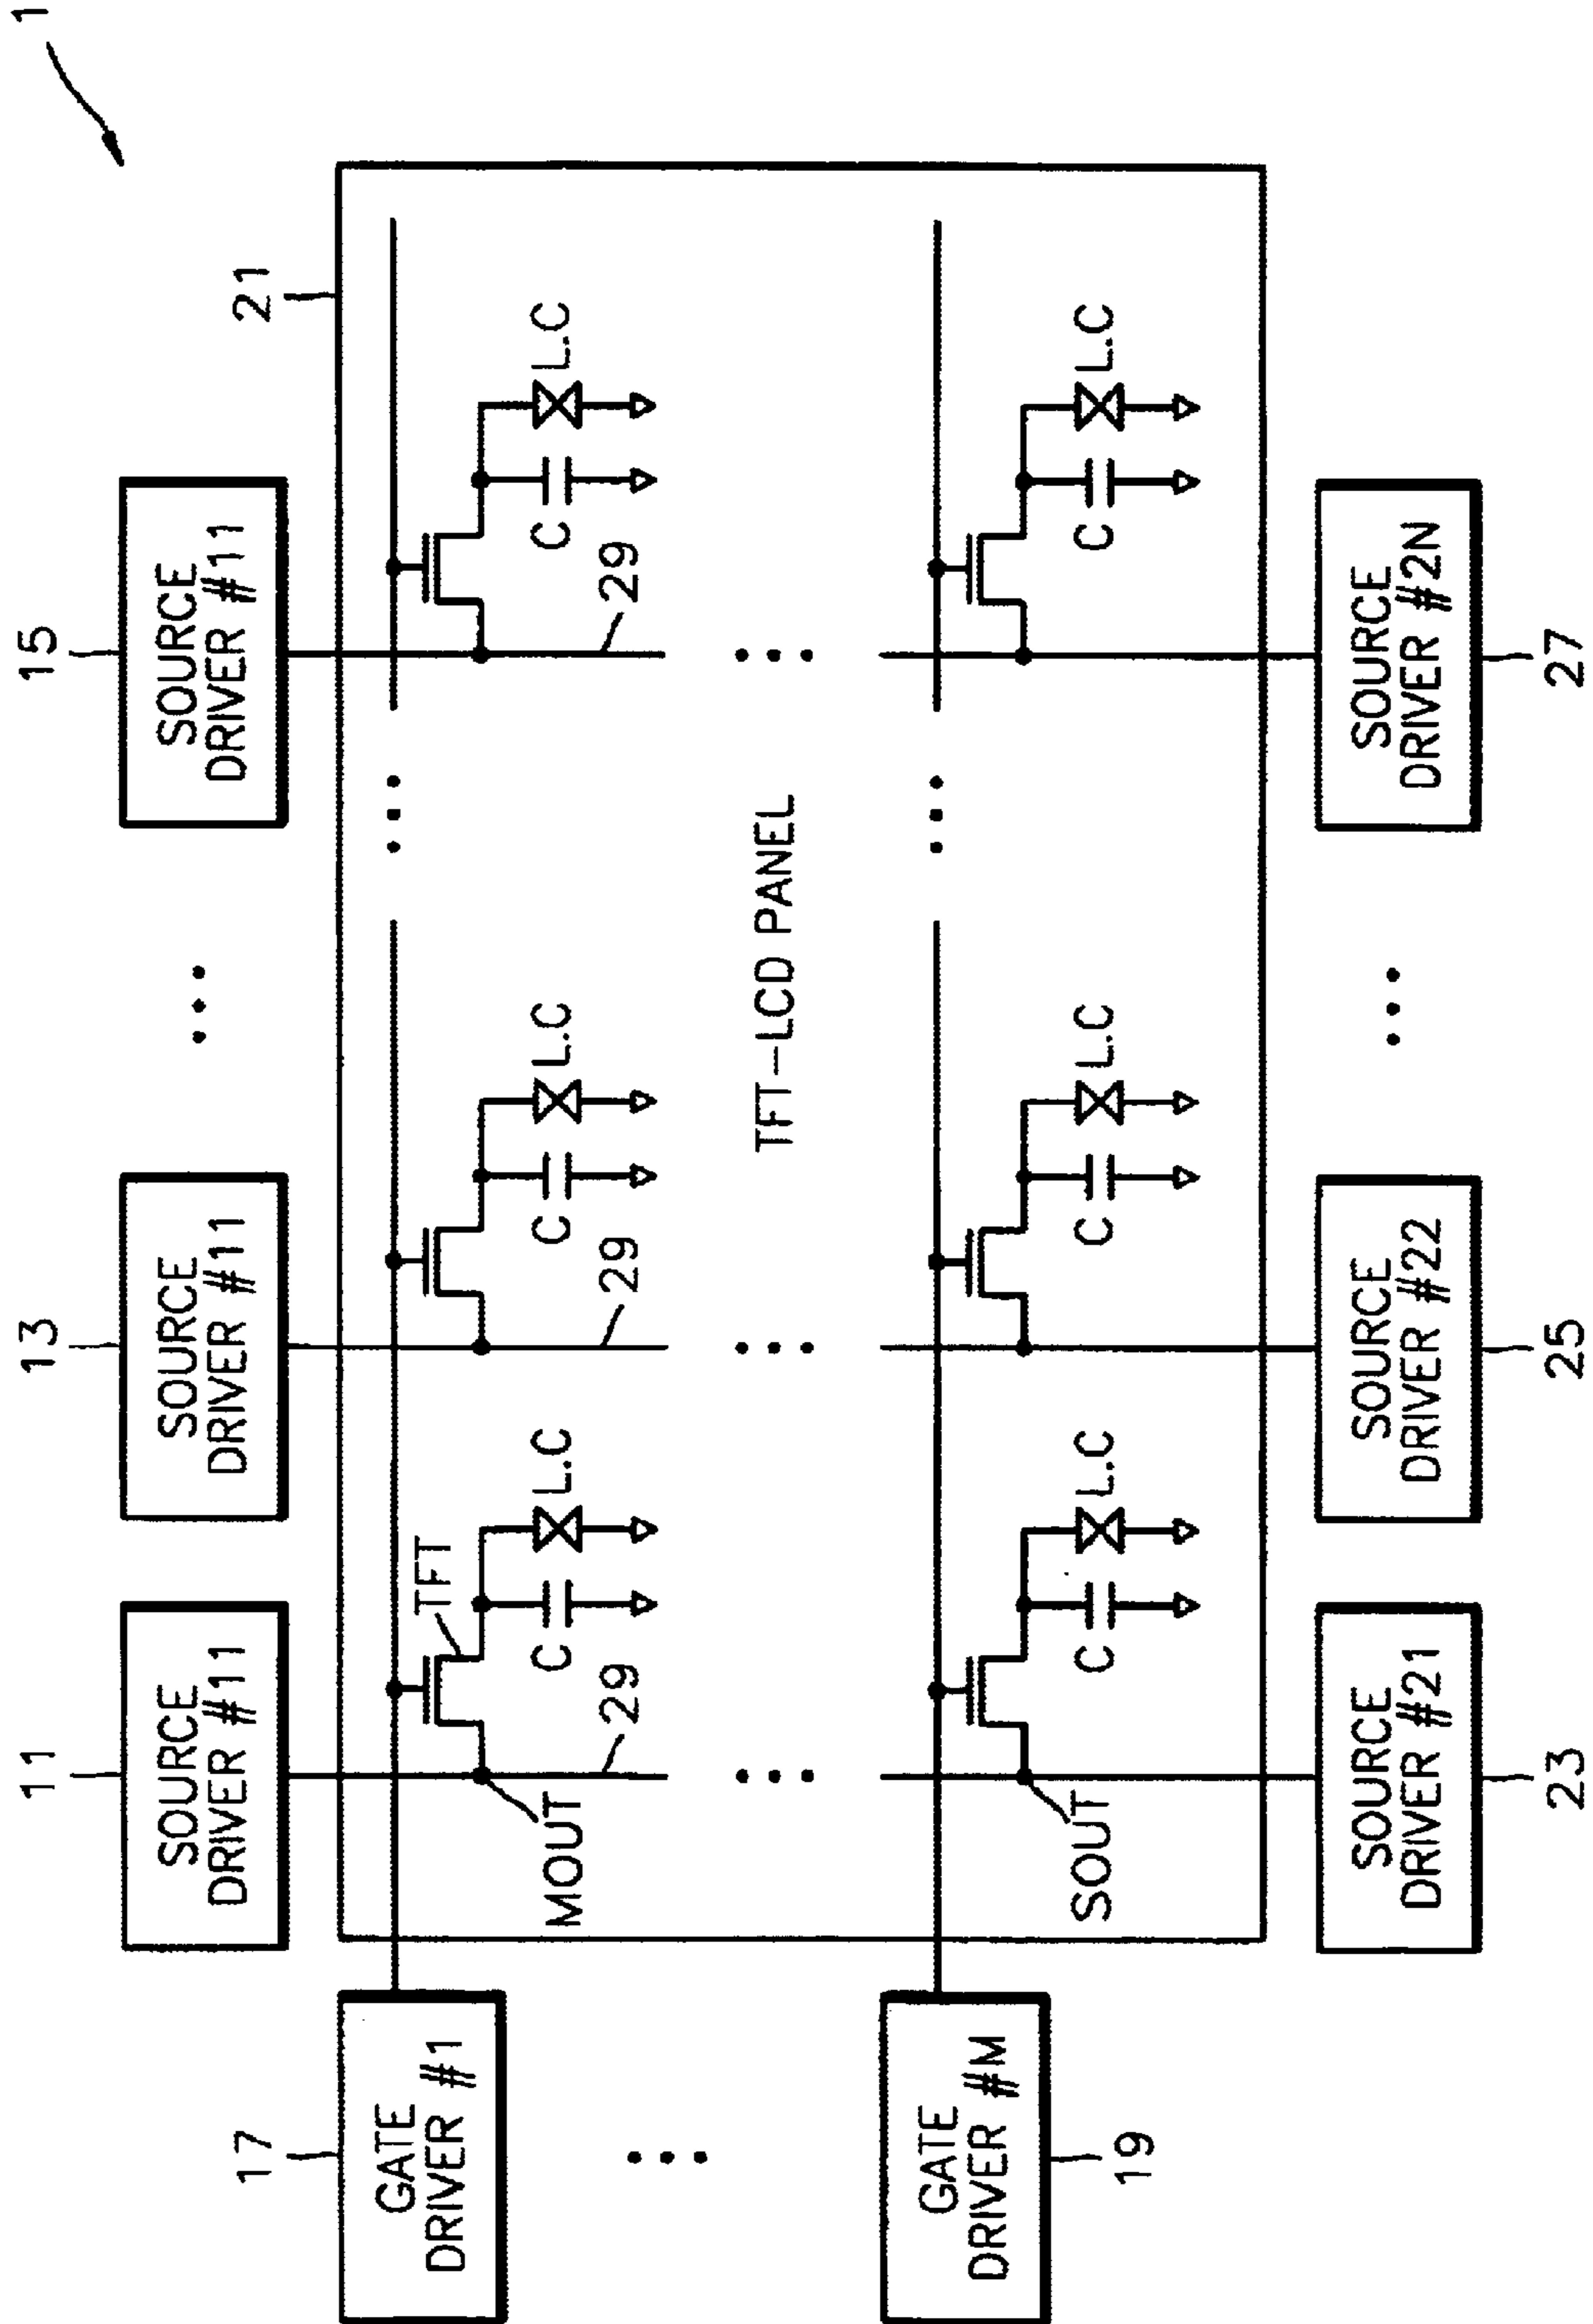 1
11
13
15
SOURCE
DRIVER #11
SOURCE
DRIVER #11
SOURCE
DRIVER #11
21
17
GATE
DRIVER #1
TFT
MOUT
29
C
L.C
29
C
L.C
29
C
L.C
TFT-LCD PANEL
GATE
DRIVER #M
19
SOUT
C
L.C
C
L.C
C
L.C
SOURCE
DRIVER #21
SOURCE
DRIVER #22
SOURCE
DRIVER #2N
23
25
27